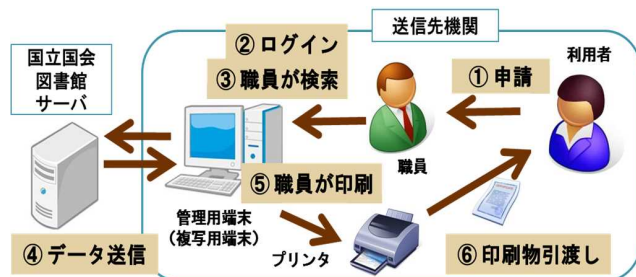 送信先機関
国立国会
図書館
サーバ
② ログイン
③ 職員が検索
① 申請
利用者
職員
⑤ 職員が印刷
管理用端末
（複写用端末）
プリンタ
④ データ送信
⑥ 印刷物引渡し